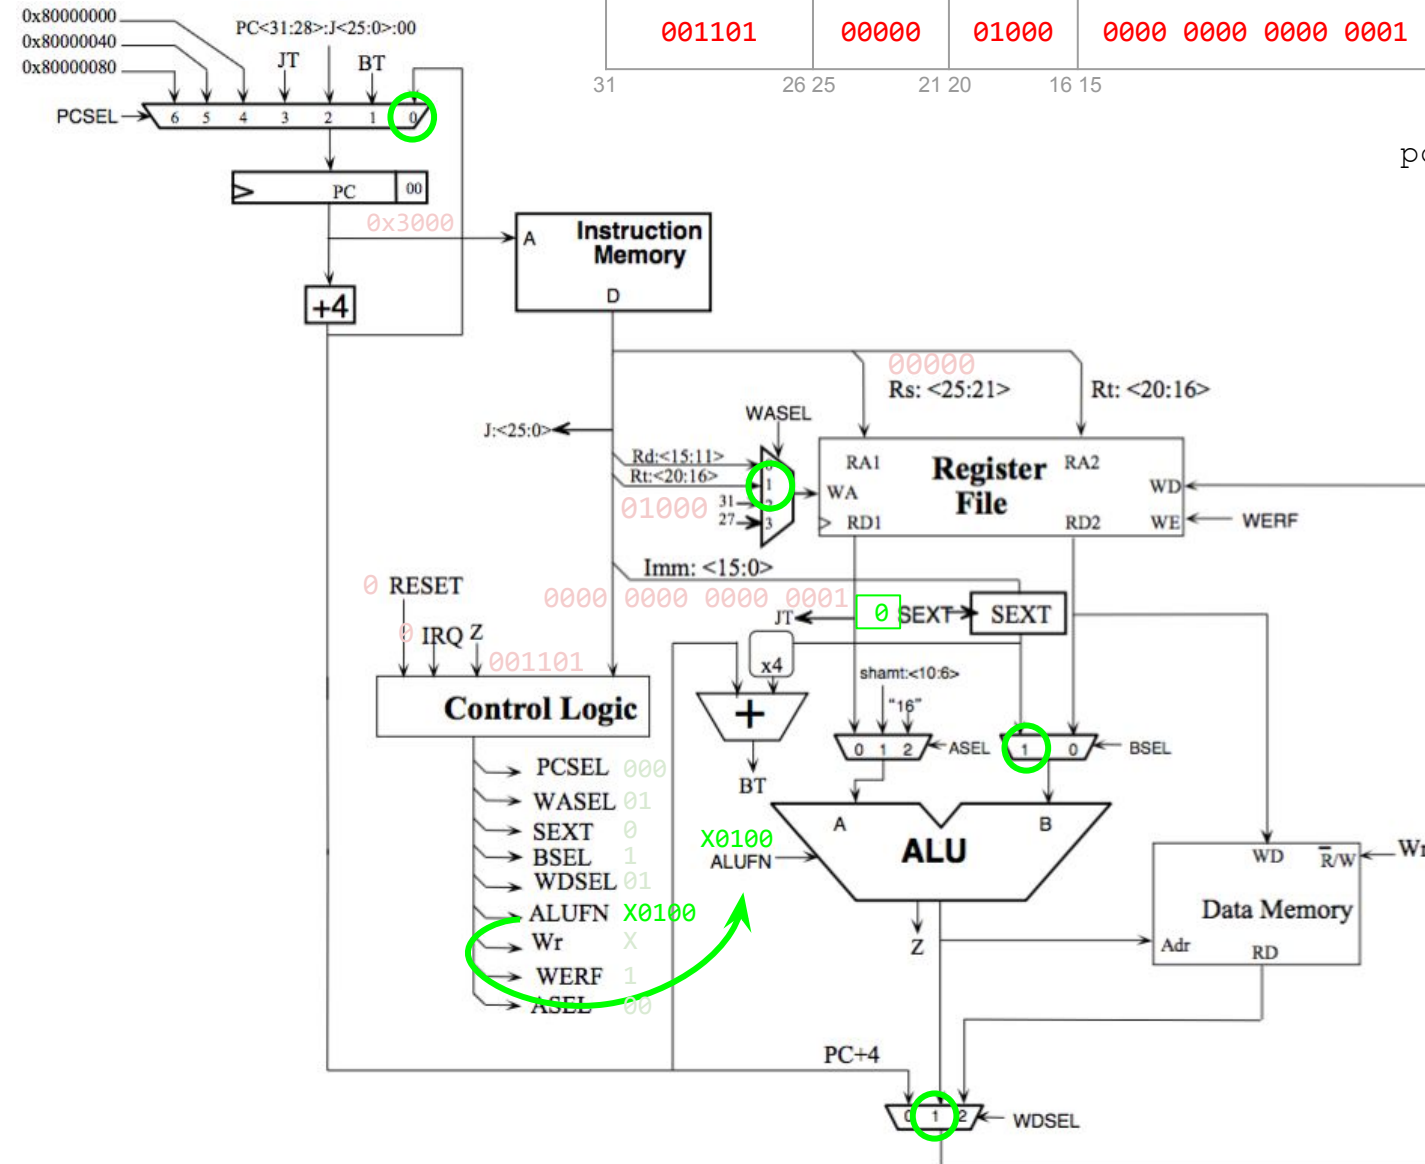 0x80000000
0x80000040
0x80000080
PC<31:28>:J<25:0>:00
JT
BT
001101 00000 01000 0000 0000 0000 0001
31 26 25 21 20 16 15
PCSEL
6 5 4 3 2 1 0
PC 00
0x3000
+4
A Instruction Memory
D
00000
Rs: <25:21> Rt: <20:16>
WASEL
J:<25:0>
Rd:<15:11>
Rt:<20:16>
01000
31
27
0
1
2
3
RA1 Register File RA2
WA WD
RD1 RD2 WE
WERF
Imm: <15:0>
0000 0000 0000 0001
0 RESET
0 IRQ Z
001101
JT
0 SEXT SEXT
x4
shamt:<10:6>
"16"
+
0 1 2 ASEL
1 0 BSEL
BT
Control Logic
PCSEL 000
WASEL 01
SEXT 0
BSEL 1
WDSEL 01
ALUFN X0100
Wr X
WERF 1
ASEL 00
A B
ALU
X0100
ALUFN
Z
WD R/W
Wr
Data Memory
Adr
RD
PC+4
0 1 2 WDSEL